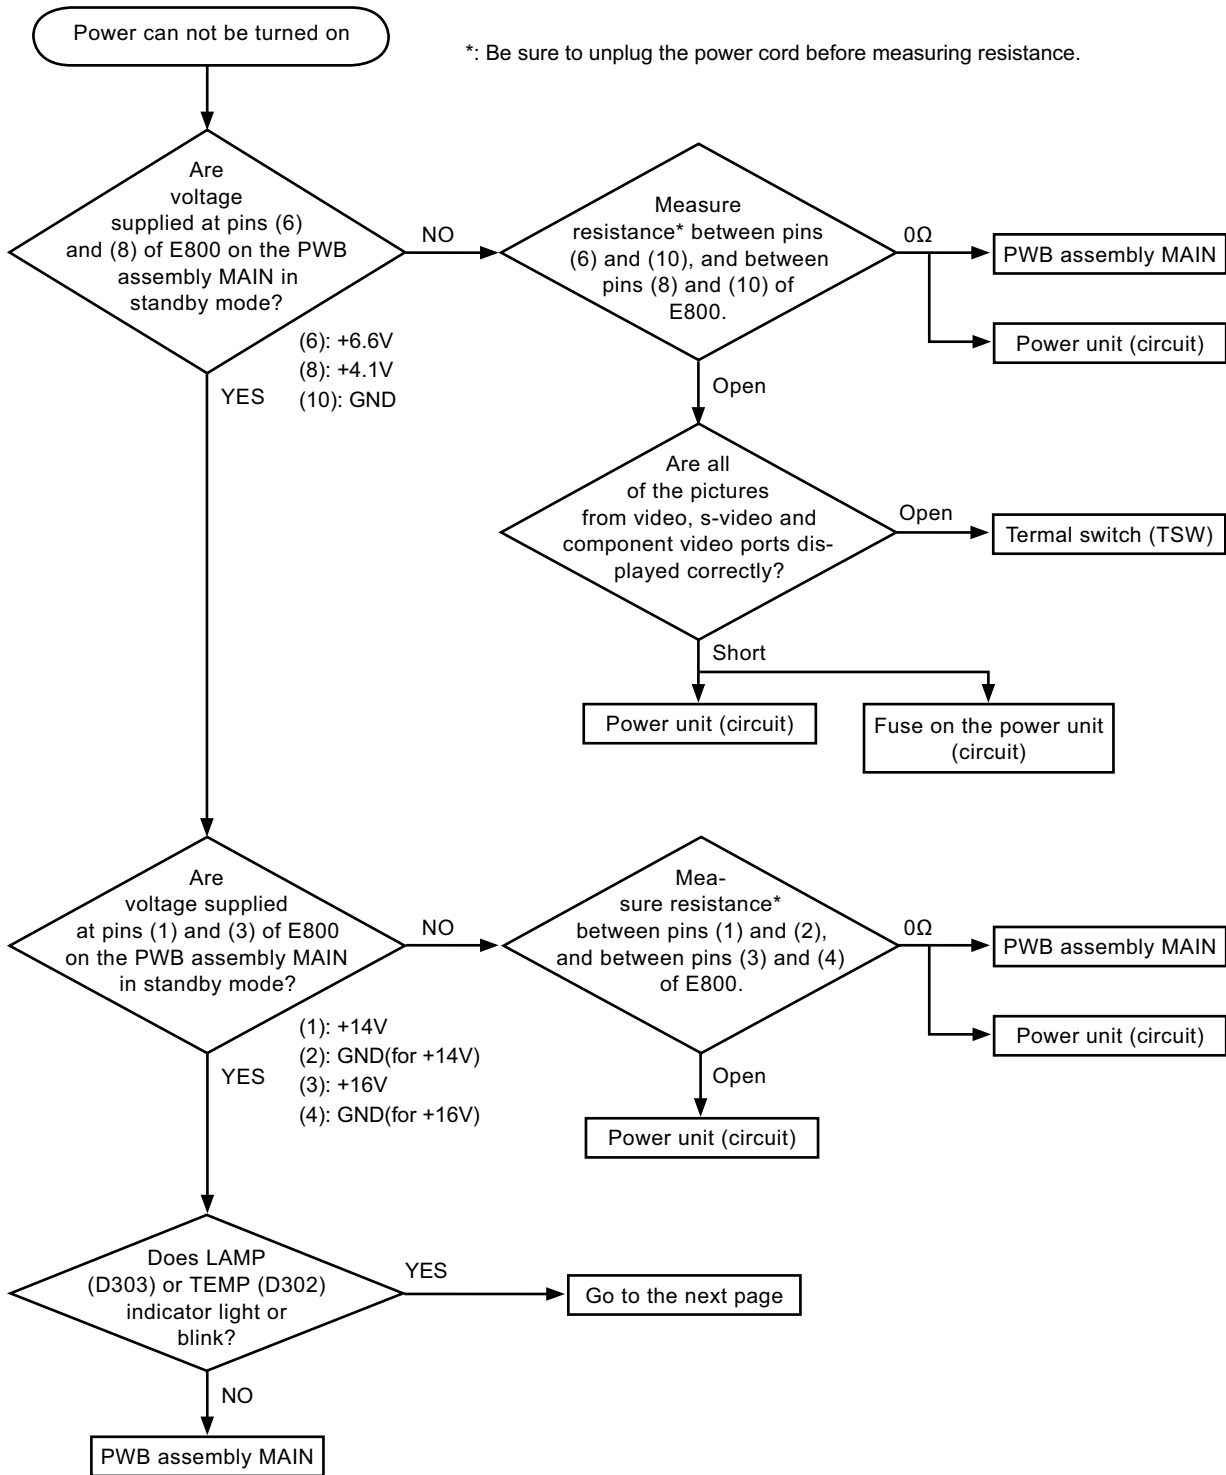 Power can not be turned on
*: Be sure to unplug the power cord before measuring resistance.
Are
voltage
supplied at pins (6)
and (8) of E800 on the PWB
assembly MAIN in
standby mode?
NO
Measure
resistance* between pins
(6) and (10), and between
pins (8) and (10) of
E800.
0Ω
PWB assembly MAIN
Power unit (circuit)
(6): +6.6V
(8): +4.1V
(10): GND
YES
Open
Are all
of the pictures
from video, s-video and
component video ports dis-
played correctly?
Open
Termal switch (TSW)
Short
Power unit (circuit)
Fuse on the power unit
(circuit)
Are
voltage supplied
at pins (1) and (3) of E800
on the PWB assembly MAIN
in standby mode?
NO
Mea-
sure resistance*
between pins (1) and (2),
and between pins (3) and (4)
of E800.
0Ω
PWB assembly MAIN
Power unit (circuit)
(1): +14V
(2): GND(for +14V)
(3): +16V
(4): GND(for +16V)
YES
Open
Power unit (circuit)
Does LAMP
(D303) or TEMP (D302)
indicator light or
blink?
YES
Go to the next page
NO
PWB assembly MAIN